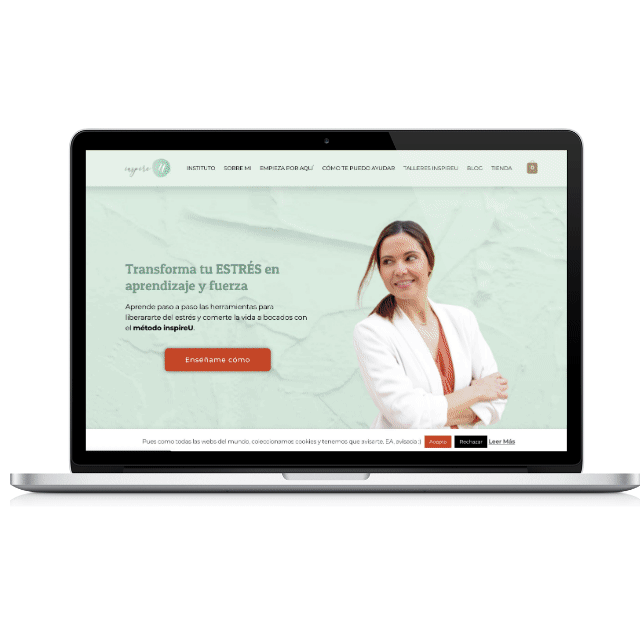 inspire U
INSTITUTO SOBRE MI EMPIEZA POR AQUÍ CÓMO TE PUEDO AYUDAR TALLERES INSPIREU BLOG TIENDA 0
Transforma tu ESTRÉS en
aprendizaje y fuerza
Aprende paso a paso las herramientas para
liberararte del estrés y comerte la vida a bocados con
el método inspireU.
Enseñame cómo
Pues como todas las webs del mundo, coleccionamos cookies y tenemos que avisarte. EA, avisado ;) Acepto Rechazar Leer Más